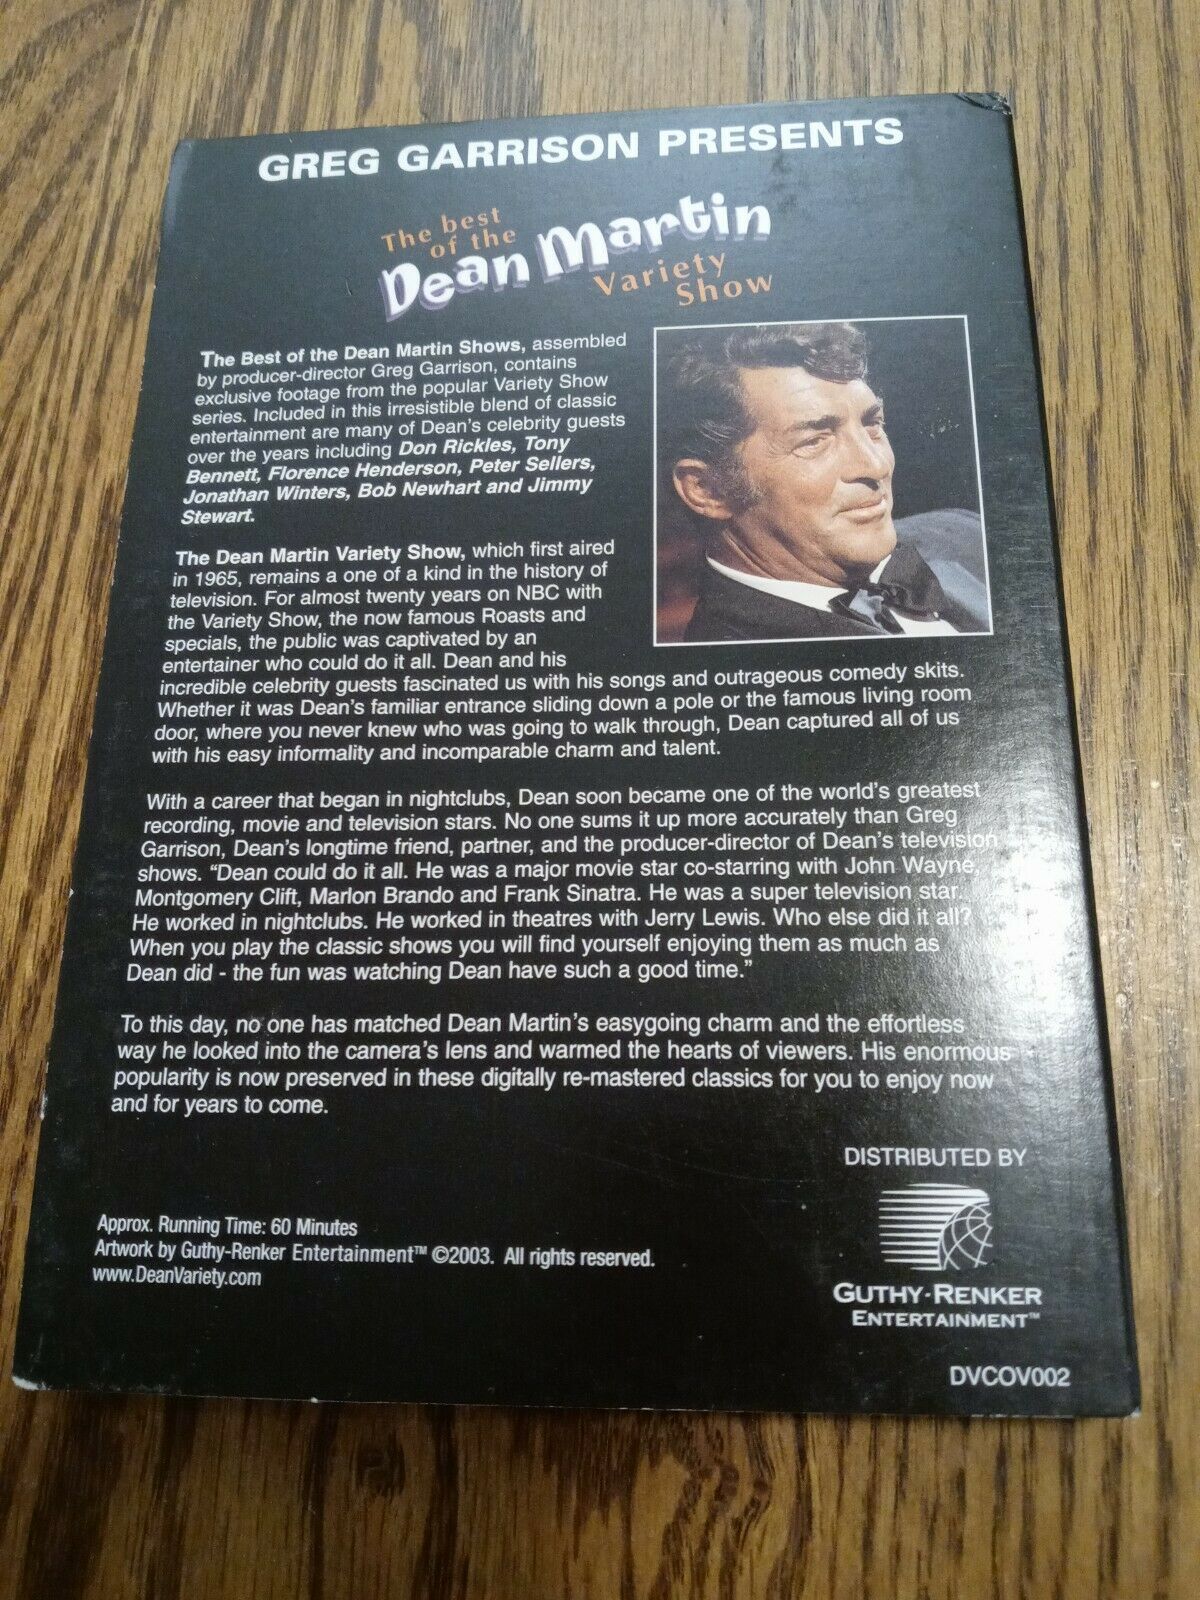 GREG GARRISON PRESENTS
The best
of the
Dean Martin
Variety
Show
The Best of the Dean Martin Shows, assembled
by producer-director Greg Garrison, contains
exclusive footage from the popular Variety Show
series. Included in this irresistible blend of classic
entertainment are many of Dean's celebrity guests
over the years including Don Rickles, Tony
Bennett, Florence Henderson, Peter Sellers,
Jonathan Winters, Bob Newhart and Jimmy
Stewart.
The Dean Martin Variety Show, which first aired
in 1965, remains a one of a kind in the history of
television. For almost twenty years on NBC with
the Variety Show, the now famous Roasts and
specials, the public was captivated by an
entertainer who could do it all. Dean and his
incredible celebrity guests fascinated us with his songs and outrageous comedy skits.
Whether it was Dean's familiar entrance sliding down a pole or the famous living room
door, where you never knew who was going to walk through, Dean captured all of us
with his easy informality and incomparable charm and talent.
With a career that began in nightclubs, Dean soon became one of the world's greatest
recording, movie and television stars. No one sums it up more accurately than Greg
Garrison, Dean's longtime friend, partner, and the producer-director of Dean's television
shows. "Dean could do it all. He was a major movie star co-starring with John Wayne,
Montgomery Clift, Marlon Brando and Frank Sinatra. He was a super television star.
He worked in nightclubs. He worked in theatres with Jerry Lewis. Who else did it all?
When you play the classic shows you will find yourself enjoying them as much as
Dean did - the fun was watching Dean have such a good time."
To this day, no one has matched Dean Martin's easygoing charm and the effortless
way he looked into the camera's lens and warmed the hearts of viewers. His enormous
popularity is now preserved in these digitally re-mastered classics for you to enjoy now
and for years to come.
DISTRIBUTED BY
Approx. Running Time: 60 Minutes
Artwork by Guthy-Renker Entertainment™ ©2003. All rights reserved.
www.DeanVariety.com
GUTHY-RENKER
ENTERTAINMENT™
DVCOV002